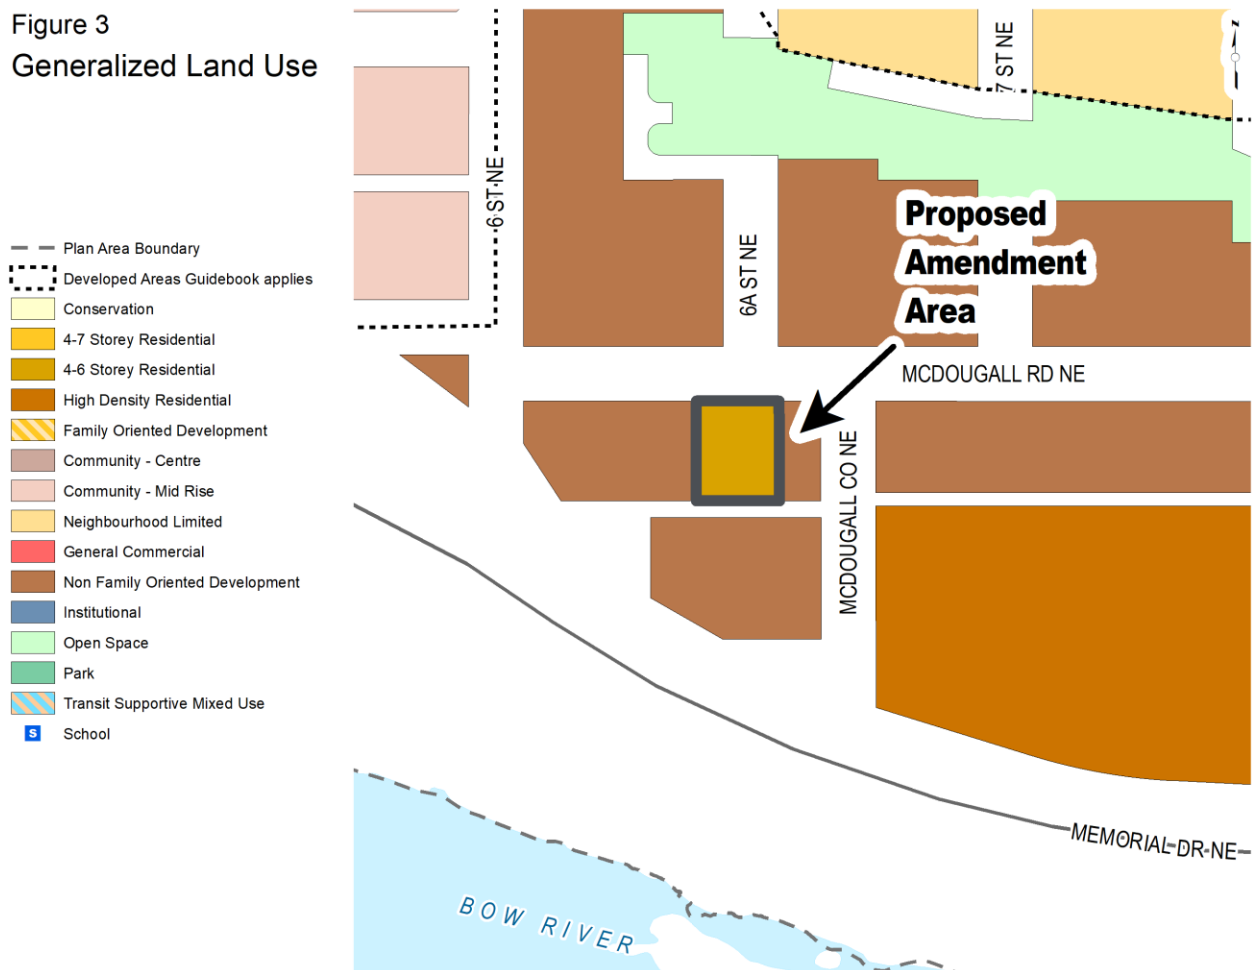 Figure 3
Generalized Land Use
Plan Area Boundary
Developed Areas Guidebook applies
Conservation
4-7 Storey Residential
4-6 Storey Residential
High Density Residential
Family Oriented Development
Community - Centre
Community - Mid Rise
Neighbourhood Limited
General Commercial
Non Family Oriented Development
Institutional
Open Space
Park
Transit Supportive Mixed Use
S School
7 ST NE
6 ST NE
6A ST NE
Proposed
Amendment
Area
MCDOUGALL RD NE
MCDOUGALL CO NE
MEMORIAL DR NE
BOW RIVER